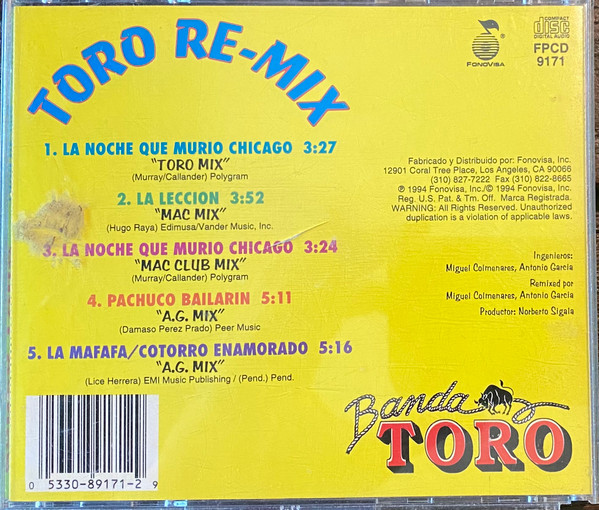 TORO RE-MIX
FONOVISA
COMPACT
disc
DIGITAL AUDIO
FPCD
9171
1. LA NOCHE QUE MURIO CHICAGO 3:27
"TORO MIX"
(Murray/Callander) Polygram
2. LA LECCION 3:52
"MAC MIX"
(Hugo Raya) Edimusa/Vander Music, Inc.
3. LA NOCHE QUE MURIO CHICAGO 3:24
"MAC CLUB MIX"
(Murray/Callander) Polygram
4. PACHUCO BAILARIN 5:11
"A.G. MIX"
(Damaso Perez Prado) Peer Music
5. LA MAFAFA/COTORRO ENAMORADO 5:16
"A.G. MIX"
(Lice Herrera) EMI Music Publishing / (Pend.) Pend.
Fabricado y Distribuido por: Fonovisa, Inc.
12901 Coral Tree Place, Los Angeles, CA 90066
(310) 827-7222 Fax (310) 822-8665
℗ 1994 Fonovisa, Inc./© 1994 Fonovisa, Inc.
Reg. U.S. Pat. & Tm. Off. Marca Registrada.
WARNING: All Rights Reserved. Unauthorized
duplication is a violation of applicable laws.
Ingenieros:
Miguel Colmenares, Antonio Garcia
Remixed por
Miguel Colmenares, Antonio Garcia
Productor: Norberto Sigala
Banda
TORO
0 5330-89171-2 9